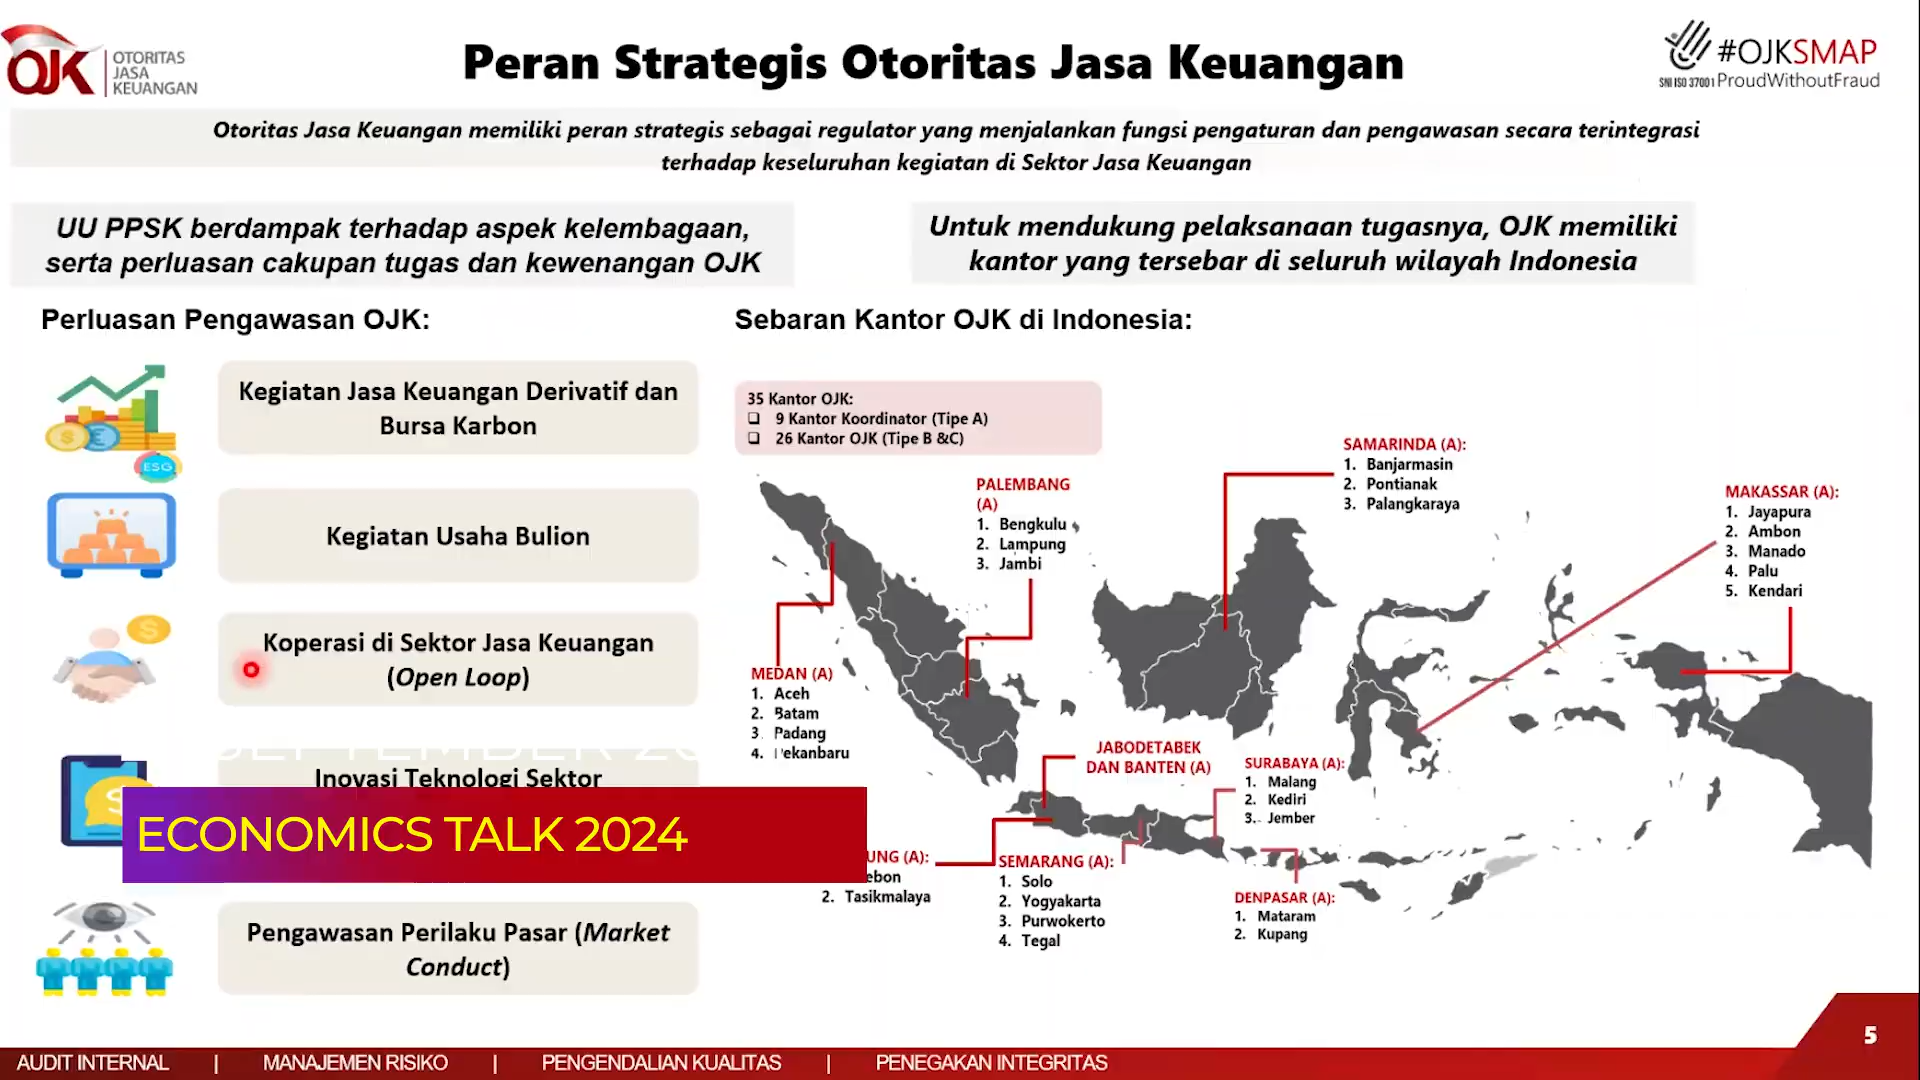 OJK
OTORITAS
JASA
KEUANGAN
Peran Strategis Otoritas Jasa Keuangan
#OJKSMAP
SNI ISO 37001 ProudWithoutFraud
Otoritas Jasa Keuangan memiliki peran strategis sebagai regulator yang menjalankan fungsi pengaturan dan pengawasan secara terintegrasi
terhadap keseluruhan kegiatan di Sektor Jasa Keuangan
UU PPSK berdampak terhadap aspek kelembagaan,
serta perluasan cakupan tugas dan kewenangan OJK
Untuk mendukung pelaksanaan tugasnya, OJK memiliki
kantor yang tersebar di seluruh wilayah Indonesia
Perluasan Pengawasan OJK:
Kegiatan Jasa Keuangan Derivatif dan
Bursa Karbon
ESG
Kegiatan Usaha Bulion
Koperasi di Sektor Jasa Keuangan
(Open Loop)
SEPTEMBER
Inovasi Teknologi Sektor
ECONOMICS TALK 2024
Pengawasan Perilaku Pasar (Market
Conduct)
Sebaran Kantor OJK di Indonesia:
35 Kantor OJK:
❑ 9 Kantor Koordinator (Tipe A)
❑ 26 Kantor OJK (Tipe B &C)
MEDAN (A)
1. Aceh
2. Batam
3. Padang
4. Pekanbaru
PALEMBANG
(A)
1. Bengkulu
2. Lampung
3. Jambi
JABODETABEK
DAN BANTEN (A)
UNG (A):
ebon
2. Tasikmalaya
SEMARANG (A):
1. Solo
2. Yogyakarta
3. Purwokerto
4. Tegal
SURABAYA (A):
1. Malang
2. Kediri
3. Jember
DENPASAR (A):
1. Mataram
2. Kupang
SAMARINDA (A):
1. Banjarmasin
2. Pontianak
3. Palangkaraya
MAKASSAR (A):
1. Jayapura
2. Ambon
3. Manado
4. Palu
5. Kendari
AUDIT INTERNAL | MANAJEMEN RISIKO | PENGENDALIAN KUALITAS | PENEGAKAN INTEGRITAS
5